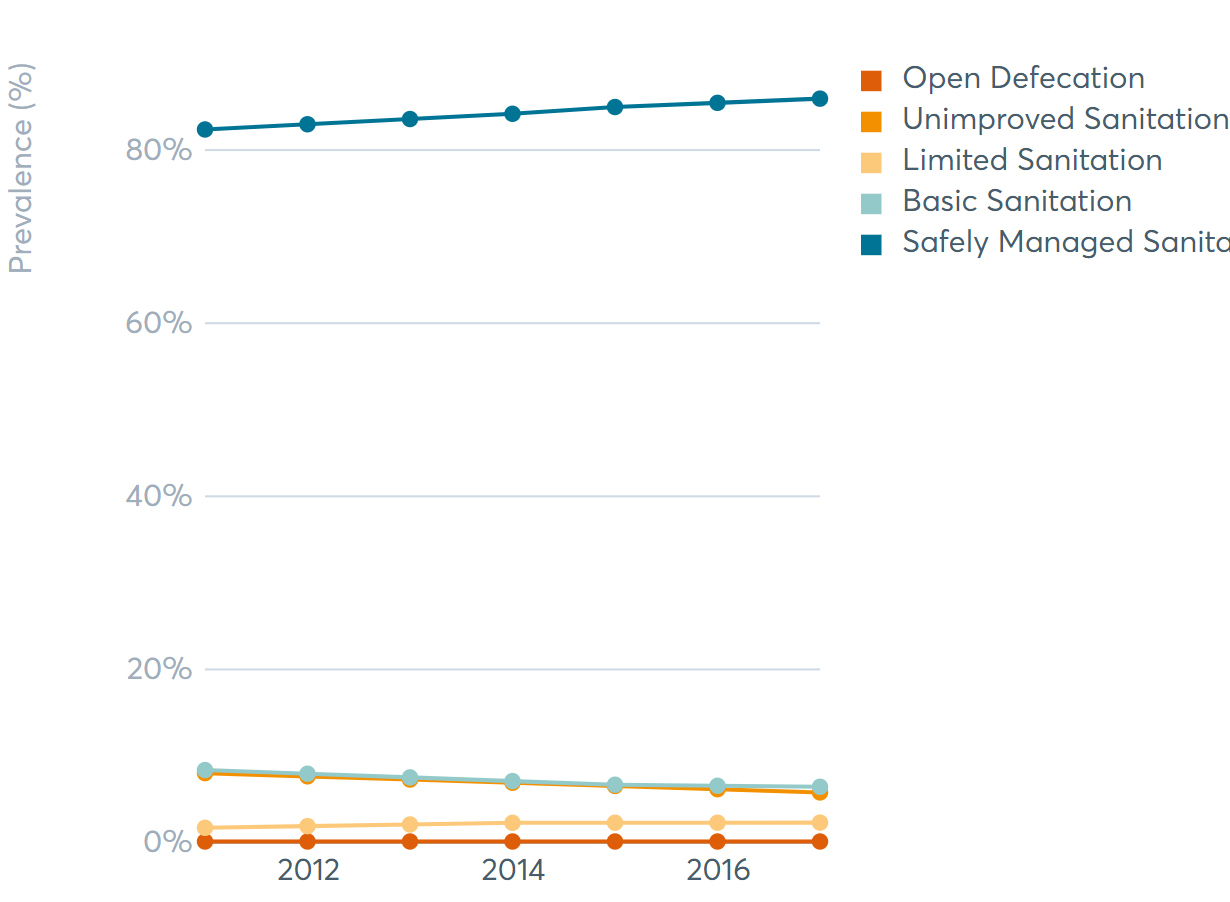 Prevalence (%)
80%
60%
40%
20%
0%
2012
2014
2016
Open Defecation
Unimproved Sanitation
Limited Sanitation
Basic Sanitation
Safely Managed Sanita